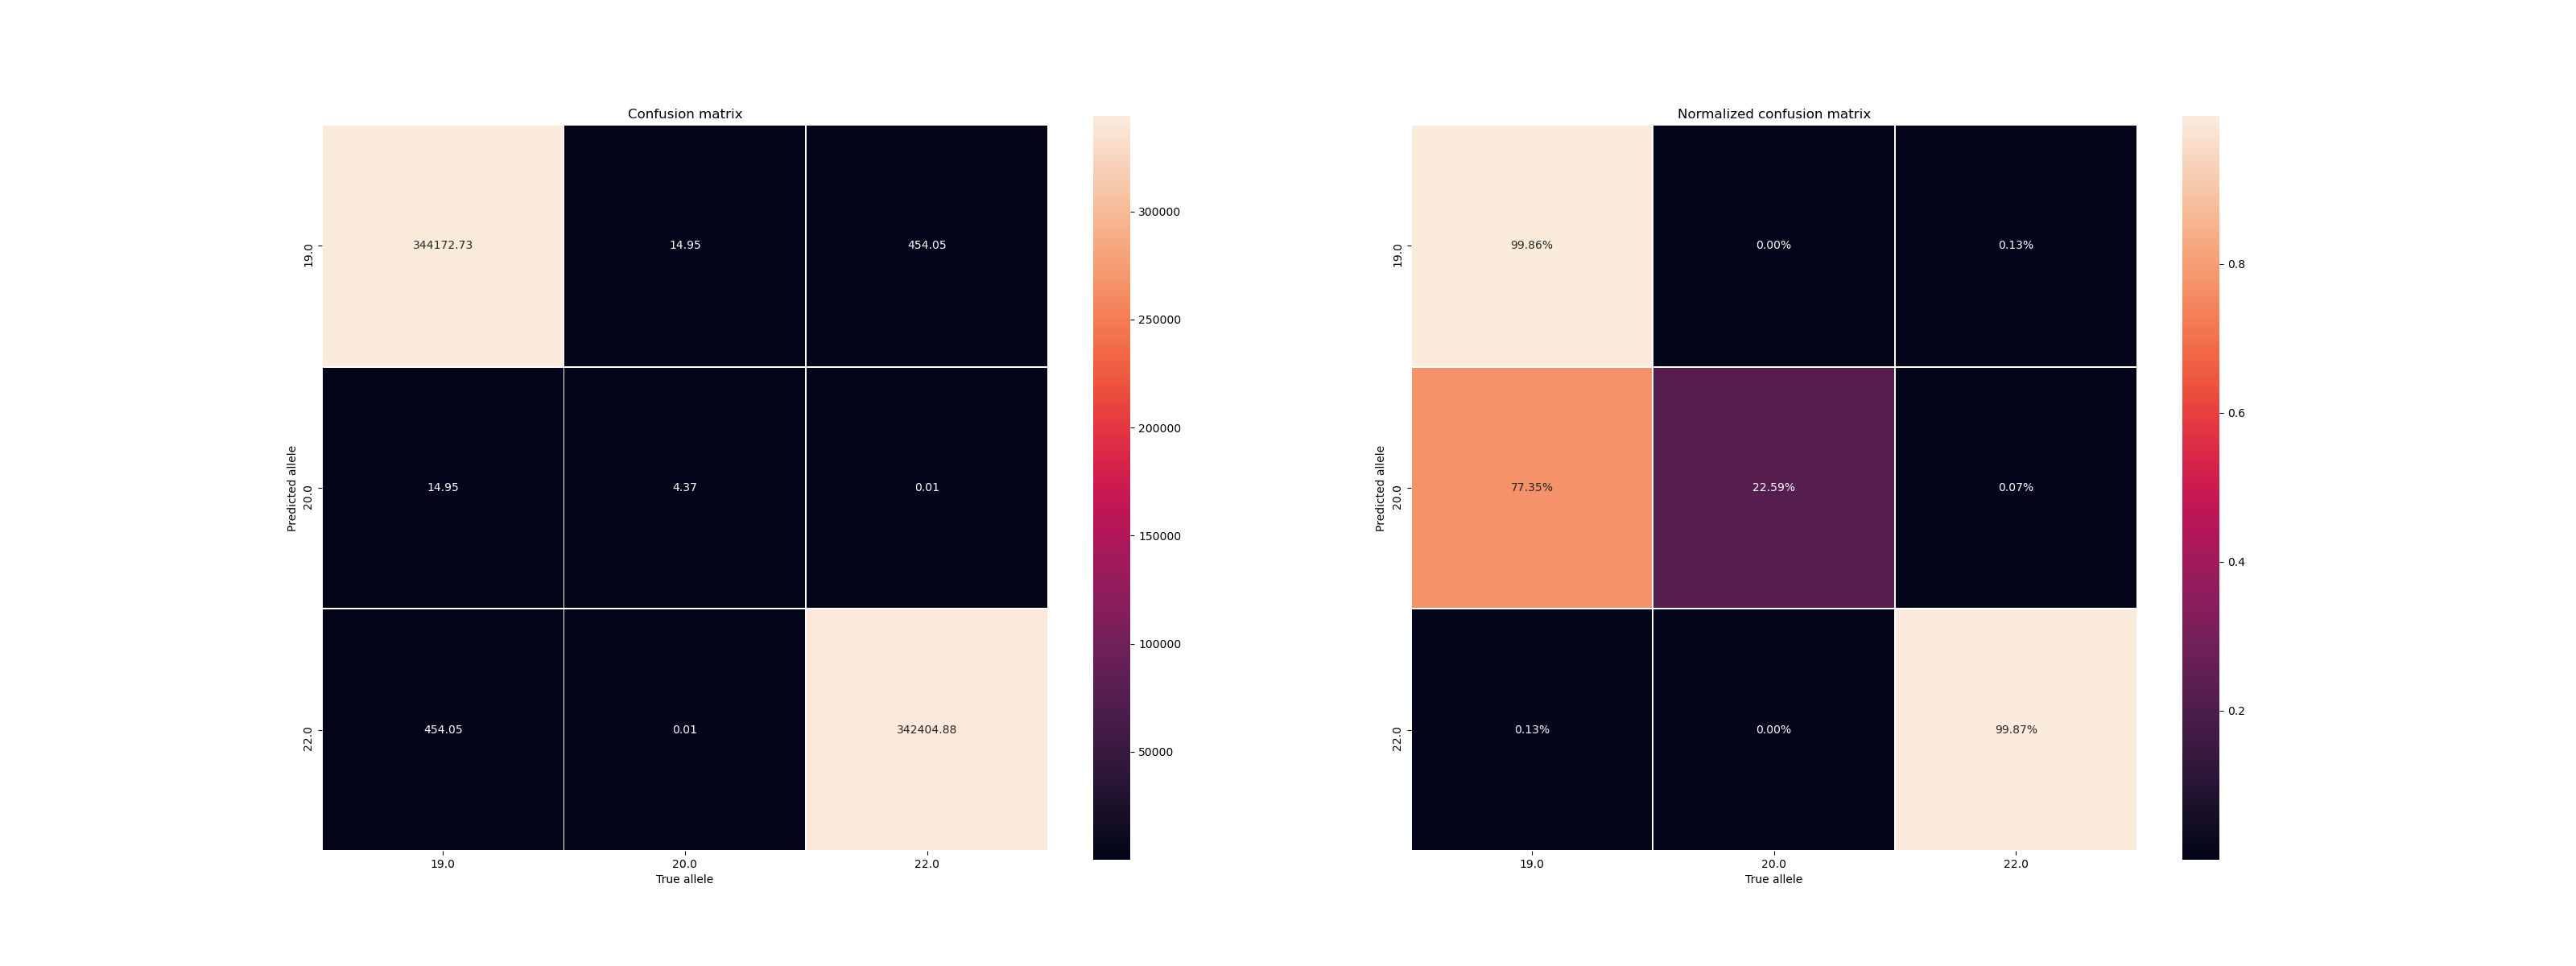 Confusion matrix
344172.73 14.95 454.05
14.95 4.37 0.01
454.05 0.01 342404.88
19.0
20.0
22.0
Predicted allele
19.0 20.0 22.0
True allele
300000
250000
200000
150000
100000
50000
Normalized confusion matrix
99.86% 0.00% 0.13%
77.35% 22.59% 0.07%
0.13% 0.00% 99.87%
19.0
20.0
22.0
Predicted allele
19.0 20.0 22.0
True allele
0.8
0.6
0.4
0.2